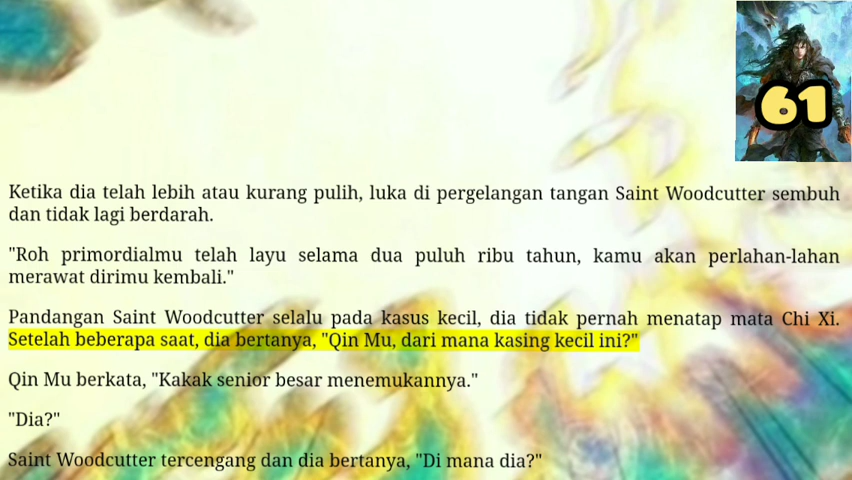 61
Ketika dia telah lebih atau kurang pulih, luka di pergelangan tangan Saint Woodcutter sembuh
dan tidak lagi berdarah.
"Roh primordialmu telah layu selama dua puluh ribu tahun, kamu akan perlahan-lahan
merawat dirimu kembali."
Pandangan Saint Woodcutter selalu pada kasus kecil, dia tidak pernah menatap mata Chi Xi.
Setelah beberapa saat, dia bertanya, "Qin Mu, dari mana kasing kecil ini?"
Qin Mu berkata, "Kakak senior besar menemukannya."
"Dia?"
Saint Woodcutter tercengang dan dia bertanya, "Di mana dia?"